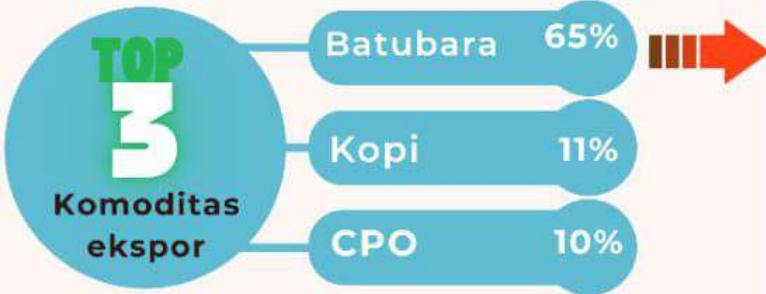 TOP
3
Komoditas
ekspor
Batubara 65%
Kopi 11%
CPO 10%